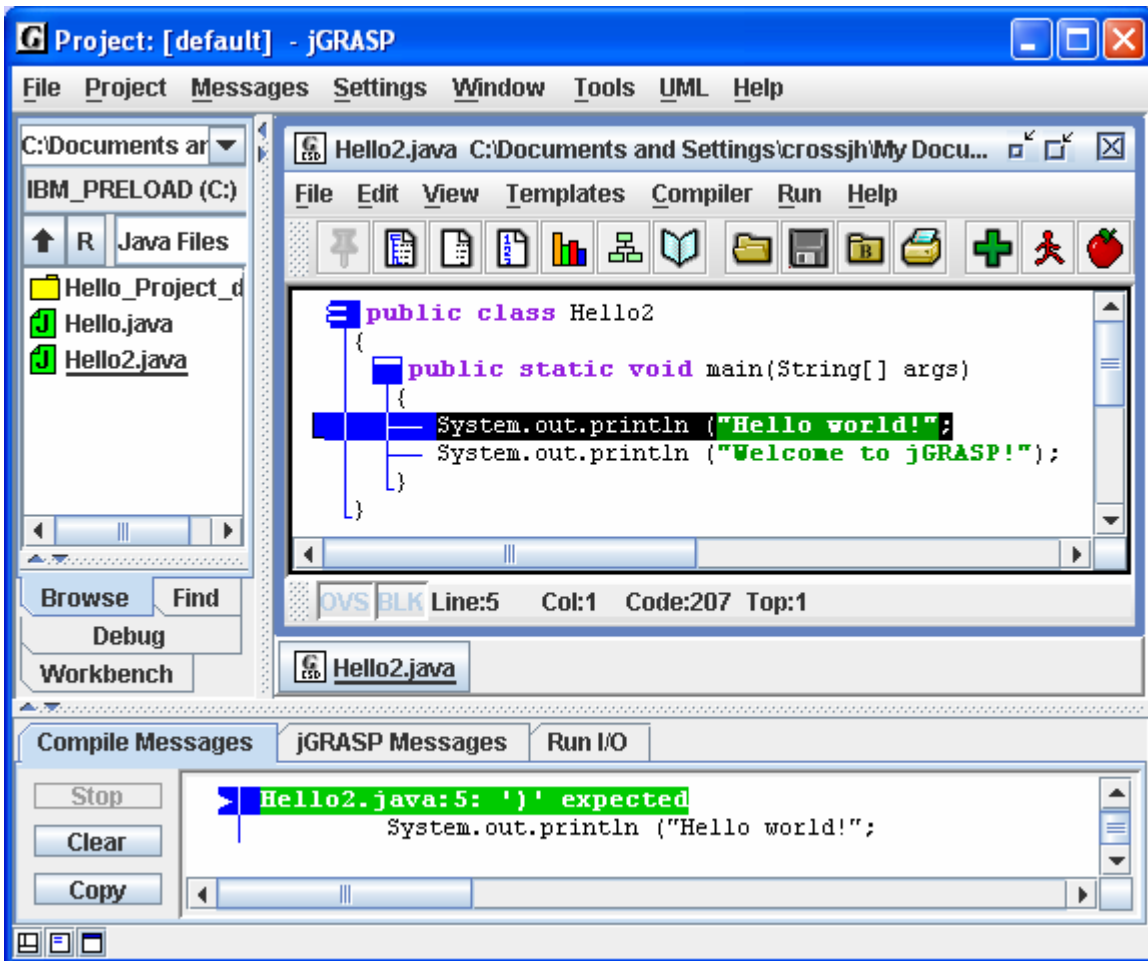 Project: [default] - jGRASP
File Project Messages Settings Window Tools UML Help
C:\Documents ar
IBM_PRELOAD (C:)
R Java Files
Hello_Project_d
Hello.java
Hello2.java
Browse Find
Debug
Workbench
Hello2.java C:\Documents and Settings\crossjh\My Docu...
File Edit View Templates Compiler Run Help
public class Hello2
{
public static void main(String[] args)
{
System.out.println ("Hello world!";
System.out.println ("Welcome to jGRASP!");
}
}
OVS BLK Line:5 Col:1 Code:207 Top:1
Hello2.java
Compile Messages jGRASP Messages Run I/O
Stop
Clear
Copy
Hello2.java:5: ')' expected
System.out.println ("Hello world!";